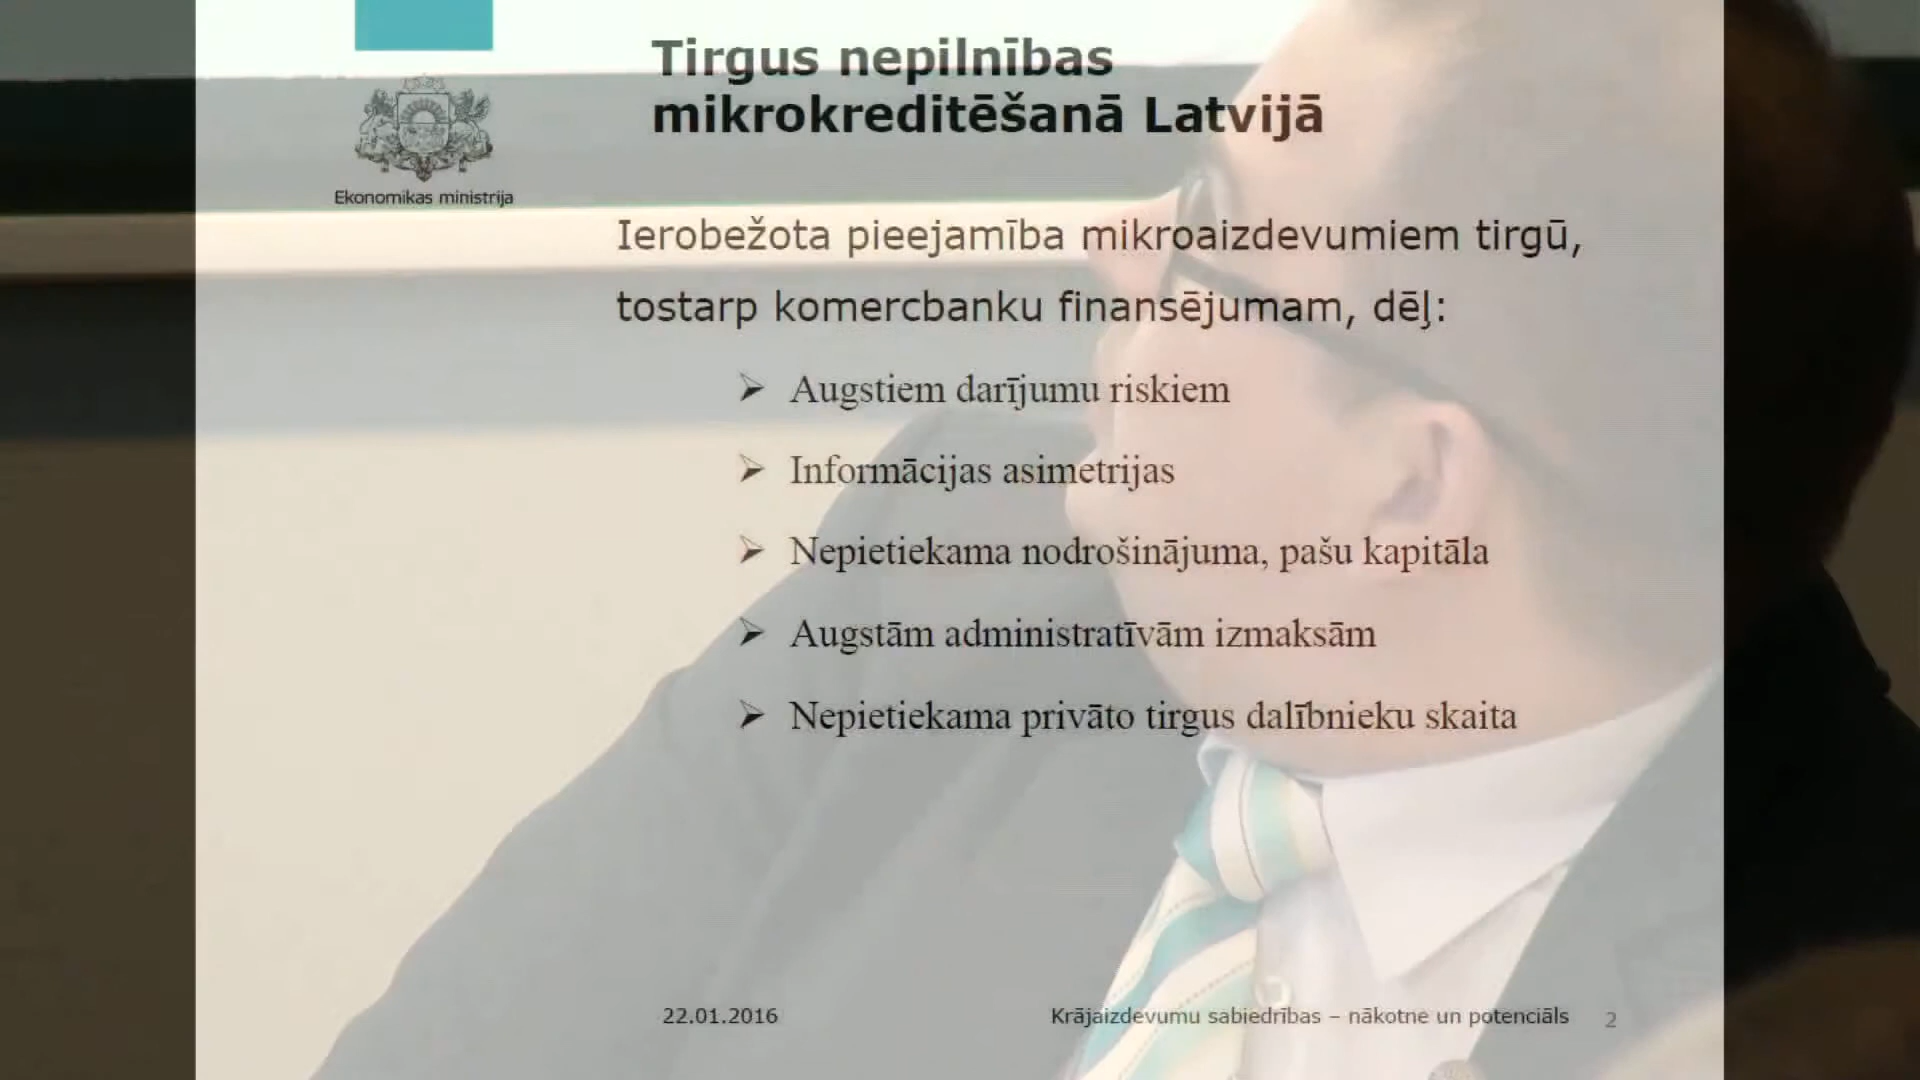 Tirgus nepilnības
mikrokreditēšanā Latvijā
Ekonomikas ministrija
Ierobežota pieejamība mikroaizdevumiem tirgū,
tostarp komercbanku finansējumam, dēļ:
➢ Augstiem darījumu riskiem
➢ Informācijas asimetrijas
➢ Nepietiekama nodrošinājuma, pašu kapitāla
➢ Augstām administratīvām izmaksām
➢ Nepietiekama privāto tirgus dalībnieku skaita
22.01.2016
Krājaizdevumu sabiedrības – nākotne un potenciāls
2